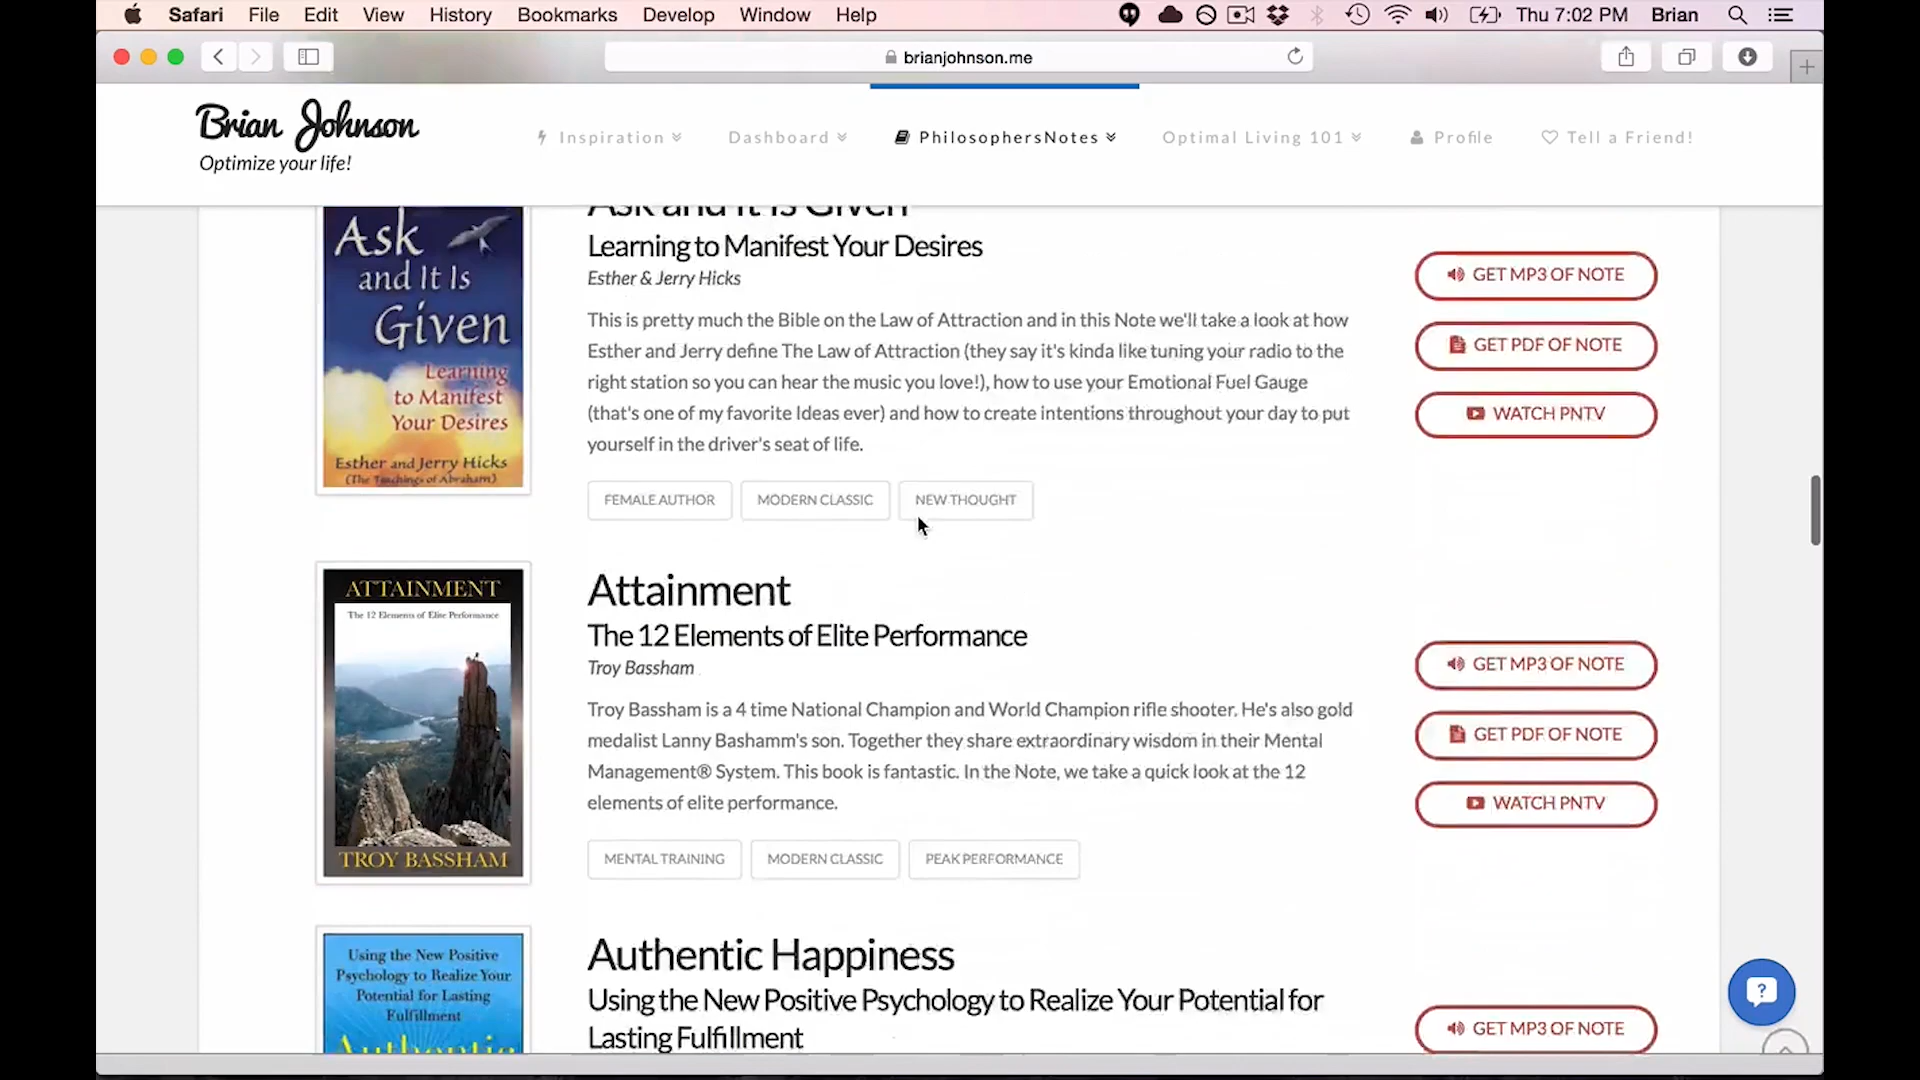 Safari File Edit View History Bookmarks Develop Window Help Thu 7:02 PM Brian
brianjohnson.me
Brian Johnson
Optimize your life!
Inspiration Dashboard PhilosophersNotes Optimal Living 101 Profile Tell a Friend!
Ask
and It Is
Given
Learning
to Manifest
Your Desires
Esther and Jerry Hicks
(The Teachings of Abraham)
Ask and It Is Given
Learning to Manifest Your Desires
Esther & Jerry Hicks
This is pretty much the Bible on the Law of Attraction and in this Note we'll take a look at how
Esther and Jerry define The Law of Attraction (they say it's kinda like tuning your radio to the
right station so you can hear the music you love!), how to use your Emotional Fuel Gauge
(that's one of my favorite Ideas ever) and how to create intentions throughout your day to put
yourself in the driver's seat of life.
FEMALE AUTHOR MODERN CLASSIC NEW THOUGHT
GET MP3 OF NOTE
GET PDF OF NOTE
WATCH PNTV
ATTAINMENT
The 12 Elements of Elite Performance
TROY BASSHAM
Attainment
The 12 Elements of Elite Performance
Troy Bassham
Troy Bassham is a 4 time National Champion and World Champion rifle shooter. He's also gold
medalist Lanny Bashamm's son. Together they share extraordinary wisdom in their Mental
Management® System. This book is fantastic. In the Note, we take a quick look at the 12
elements of elite performance.
MENTAL TRAINING MODERN CLASSIC PEAK PERFORMANCE
GET MP3 OF NOTE
GET PDF OF NOTE
WATCH PNTV
Using the New Positive
Psychology to Realize Your
Potential for Lasting
Fulfillment
Authentic
Authentic Happiness
Using the New Positive Psychology to Realize Your Potential for
Lasting Fulfillment
GET MP3 OF NOTE